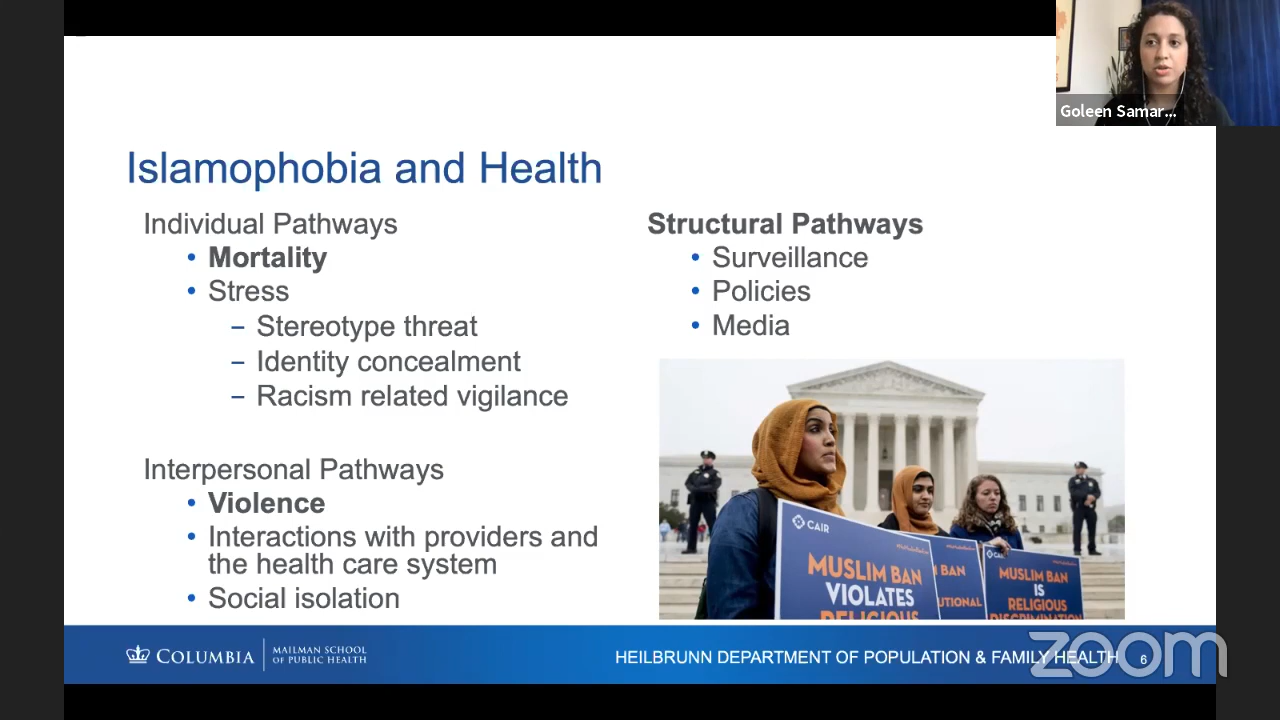 Goleen Samar...
Islamophobia and Health
Individual Pathways
• Mortality
• Stress
– Stereotype threat
– Identity concealment
– Racism related vigilance
Interpersonal Pathways
• Violence
• Interactions with providers and
the health care system
• Social isolation
Structural Pathways
• Surveillance
• Policies
• Media
CAIR
MUSLIM BAN
VIOLATES
RELIGIOUS
BAN
UTIONAL
CAIR
MUSLIM BAN
IS
RELIGIOUS
DISCRIMINATION
COLUMBIA
MAILMAN SCHOOL
OF PUBLIC HEALTH
HEILBRUNN DEPARTMENT OF POPULATION & FAMILY HEALTH
6
zoom